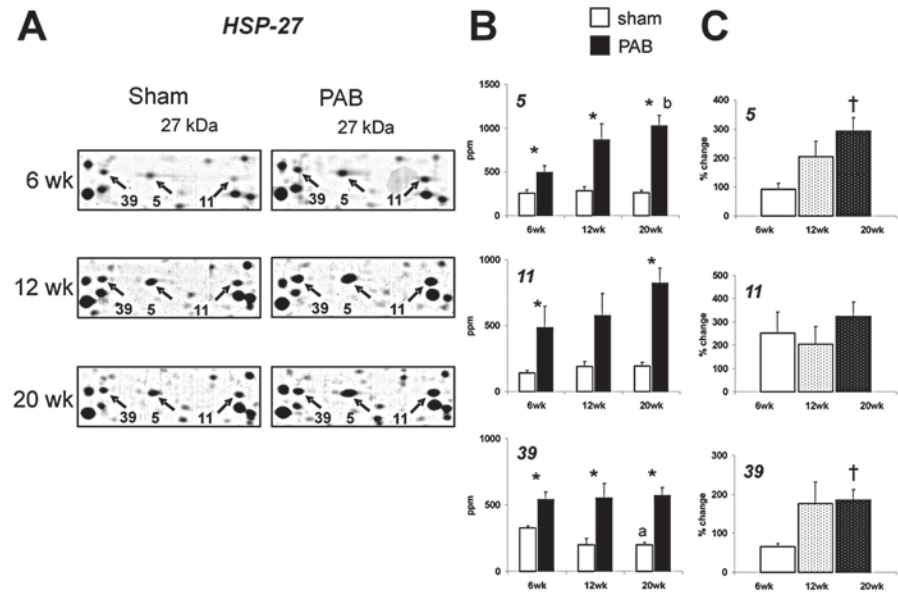 A
HSP-27
Sham
PAB
27 kDa
27 kDa
6 wk
39
5
11
39
5
11
12 wk
39
5
11
39
5
11
20 wk
39
5
11
39
5
11
B
sham
PAB
C
1500
1000
500
0
ppm
5
*
*
* b
6wk
12wk
20wk
400
300
200
100
0
% change
5
†
6wk
12wk
20wk
1000
500
0
ppm
11
*
*
6wk
12wk
20wk
500
400
300
200
100
0
% change
11
6wk
12wk
20wk
1000
500
0
ppm
39
*
*
*
a
6wk
12wk
20wk
300
200
100
0
% change
39
†
6wk
12wk
20wk